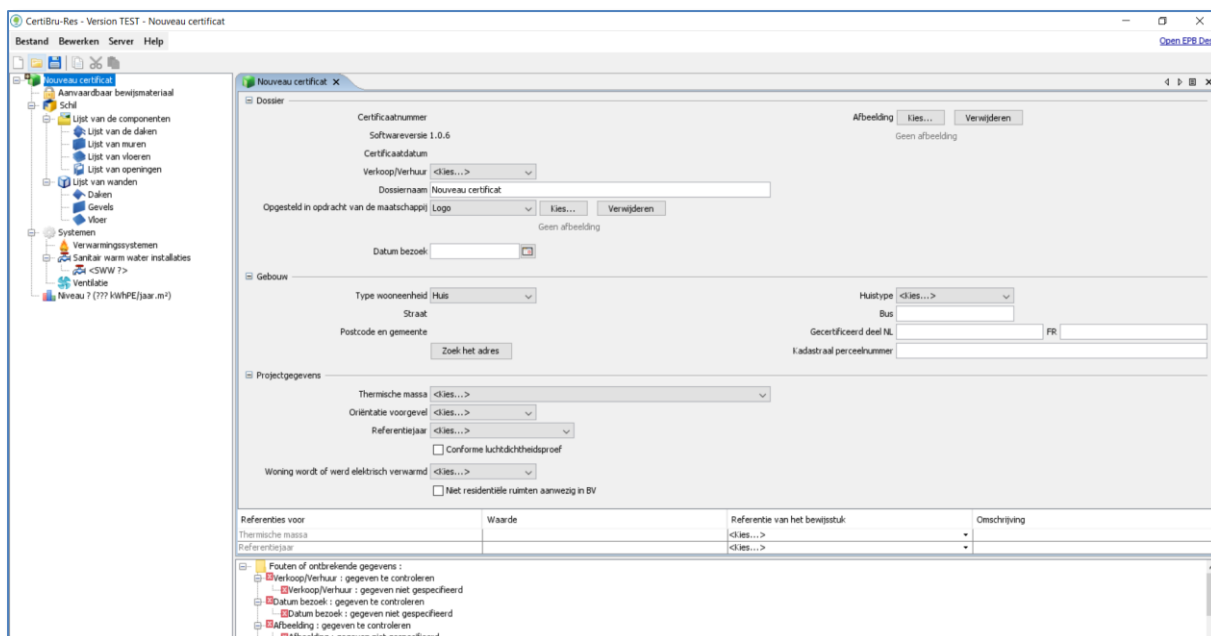 CertiBru-Res - Version TEST - Nouveau certificat
Bestand Bewerken Server Help
Open EPB Des
Nouveau certificat
Aanvaardbaar bewijsmateriaal
Schil
Lijst van de componenten
Lijst van de daken
Lijst van muren
Lijst van vloeren
Lijst van openingen
Lijst van wanden
Daken
Gevels
Vloer
Systemen
Verwarmingssystemen
Sanitair warm water installaties
<SWW ?>
Ventilatie
Niveau ? (??? kWhPE/jaar.m²)
Nouveau certificat X
Dossier
Certificaatnummer
Afbeelding Kies... Verwijderen
Softwareversie 1.0.6
Geen afbeelding
Certificaatdatum
Verkoop/Verhuur <Kies...>
Dossiernaam Nouveau certificat
Opgesteld in opdracht van de maatschappij Logo Kies... Verwijderen
Geen afbeelding
Datum bezoek
Gebouw
Type wooneenheid Huis Huistype <Kies...>
Straat Bus
Postcode en gemeente Gecertificeerd deel NL FR
Zoek het adres Kadastraal perceelnummer
Projectgegevens
Thermische massa <Kies...>
Oriëntatie voorgevel <Kies...>
Referentiejaar <Kies...>
Conforme luchtdichtheidsproef
Woning wordt of werd elektrisch verwarmd <Kies...>
Niet residentiële ruimten aanwezig in BV
Referenties voor Waarde Referentie van het bewijsstuk Omschrijving
Thermische massa <Kies...>
Referentiejaar <Kies...>
Fouten of ontbrekende gegevens :
Verkoop/Verhuur : gegeven te controleren
Verkoop/Verhuur : gegeven niet gespecifieerd
Datum bezoek : gegeven te controleren
Datum bezoek : gegeven niet gespecifieerd
Afbeelding : gegeven te controleren
Afbeelding : gegeven niet gespecifieerd